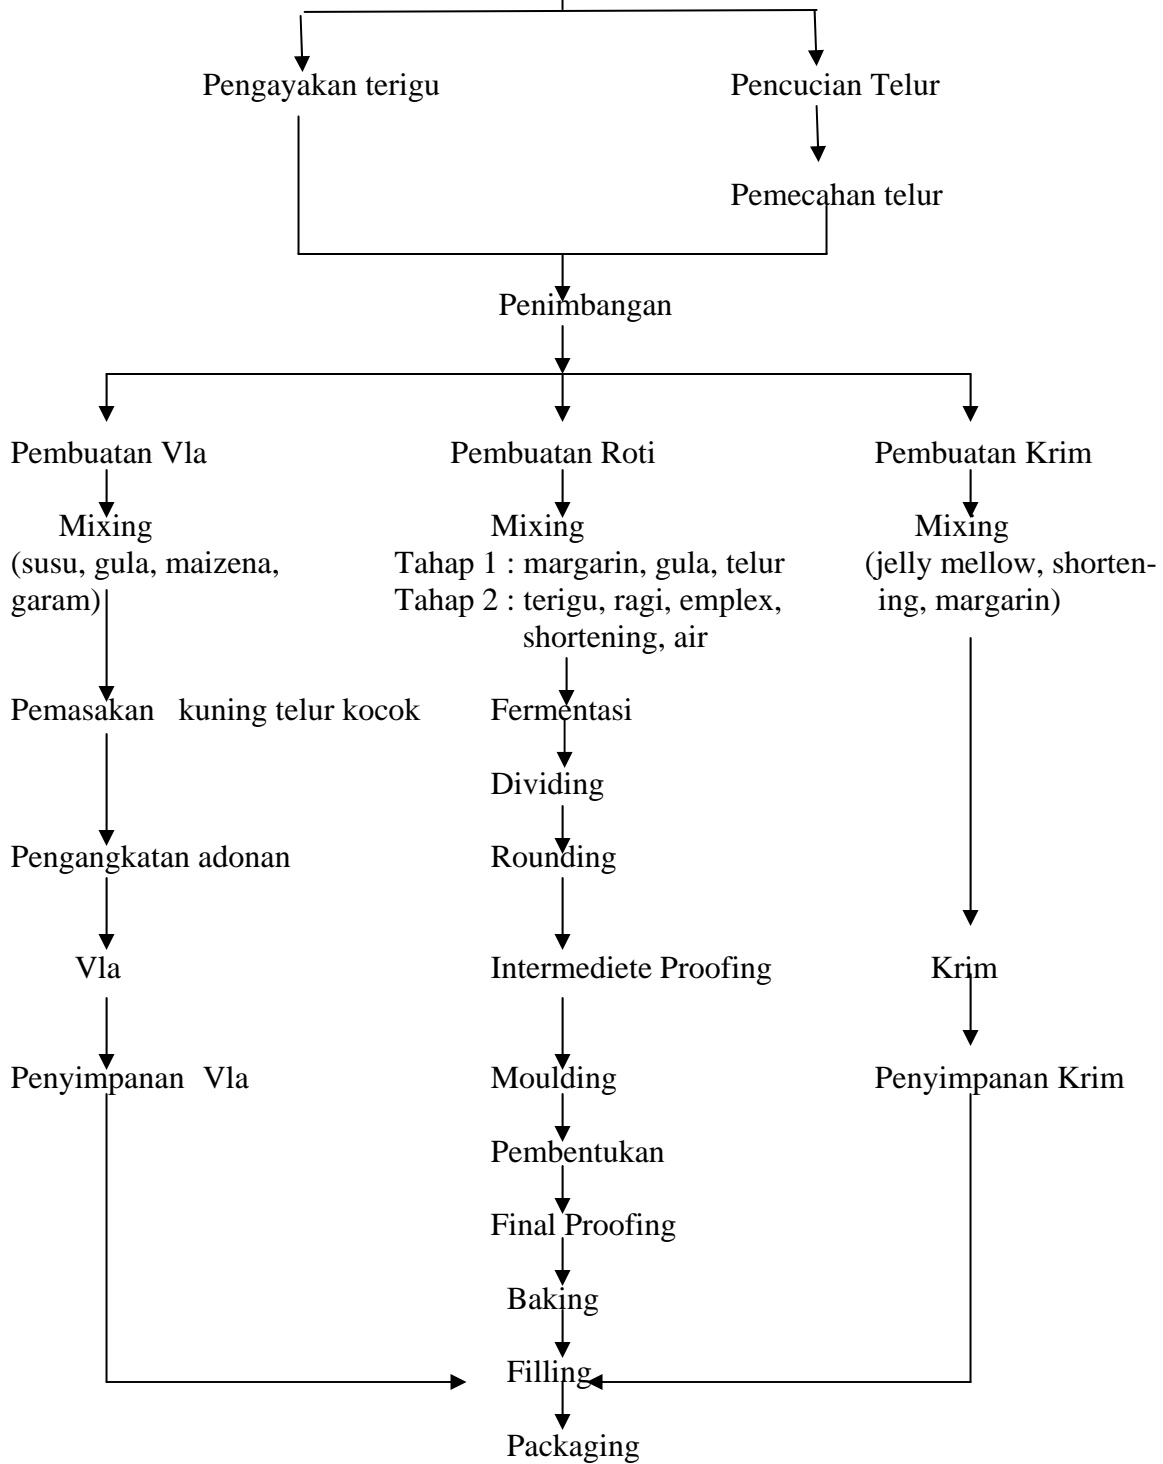 Pengayakan terigu
Pencucian Telur
Pemecahan telur
Penimbangan
Pembuatan Vla
Pembuatan Roti
Pembuatan Krim
Mixing
(susu, gula, maizena,
garam)
Mixing
Tahap 1 : margarin, gula, telur
Tahap 2 : terigu, ragi, emplex,
shortening, air
Mixing
(jelly mellow, shorten-
ing, margarin)
Pemasakan kuning telur kocok
Fermentasi
Dividing
Pengangkatan adonan
Rounding
Vla
Intermediete Proofing
Krim
Penyimpanan Vla
Moulding
Penyimpanan Krim
Pembentukan
Final Proofing
Baking
Filling
Packaging